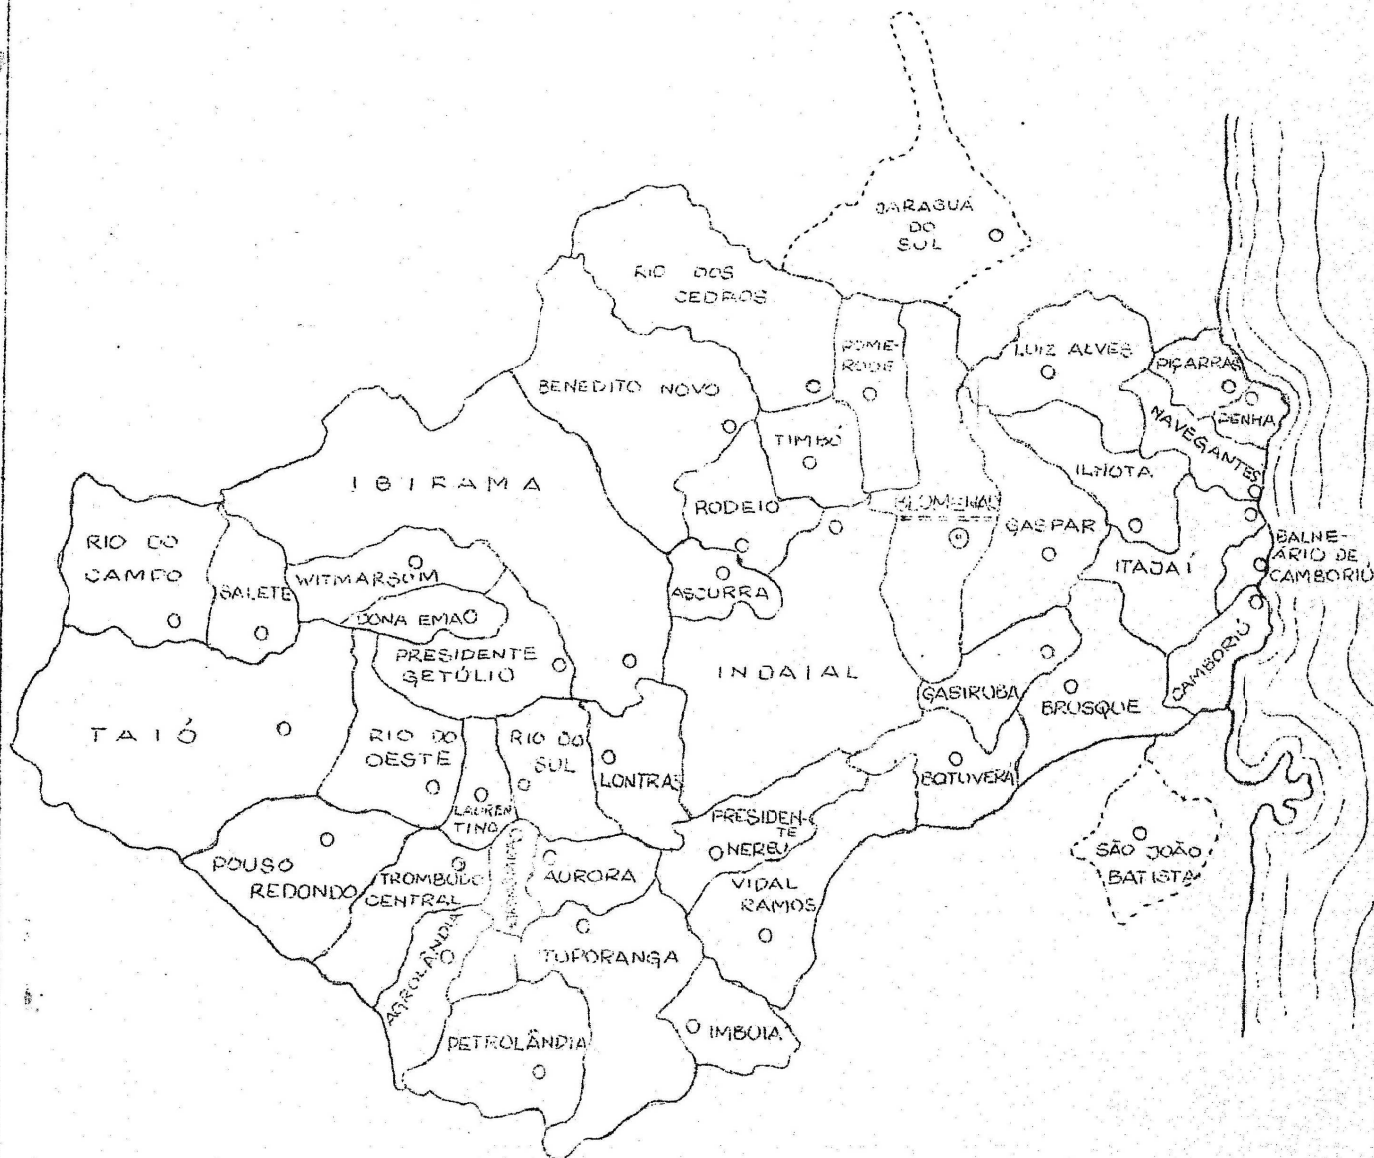 JARAGUÁ
DO
SUL
RIO DOS
CEDROS
POME-
RODE
LUIZ ALVES
PIÇARRAS
PENHA
NAVEGANTES
BENEDITO NOVO
TIMBÓ
ILHOTA
IBIRAMA
RODEIO
BLUMENAU
GASPAR
ITAJAÍ
BALNE-
ÁRIO DE
CAMBORIÚ
RIO DO
CAMPO
SALETE
WITMARSUM
ASCURRA
DONA EMA
PRESIDENTE
GETÚLIO
INDAIAL
GABIRUBA
BRUSQUE
CAMBORIÚ
TAIÓ
RIO DO
OESTE
RIO DO
SUL
LONTRAS
BOTUVERÁ
LAUREN
TINO
PRESIDEN-
TE
NEREU
SÃO JOÃO
BATISTA
POUSO
REDONDO
TROMBUDO
CENTRAL
AURORA
VIDAL
RAMOS
AGROLÂNDIA
TUPORANGA
PETROLÂNDIA
IMBUIA